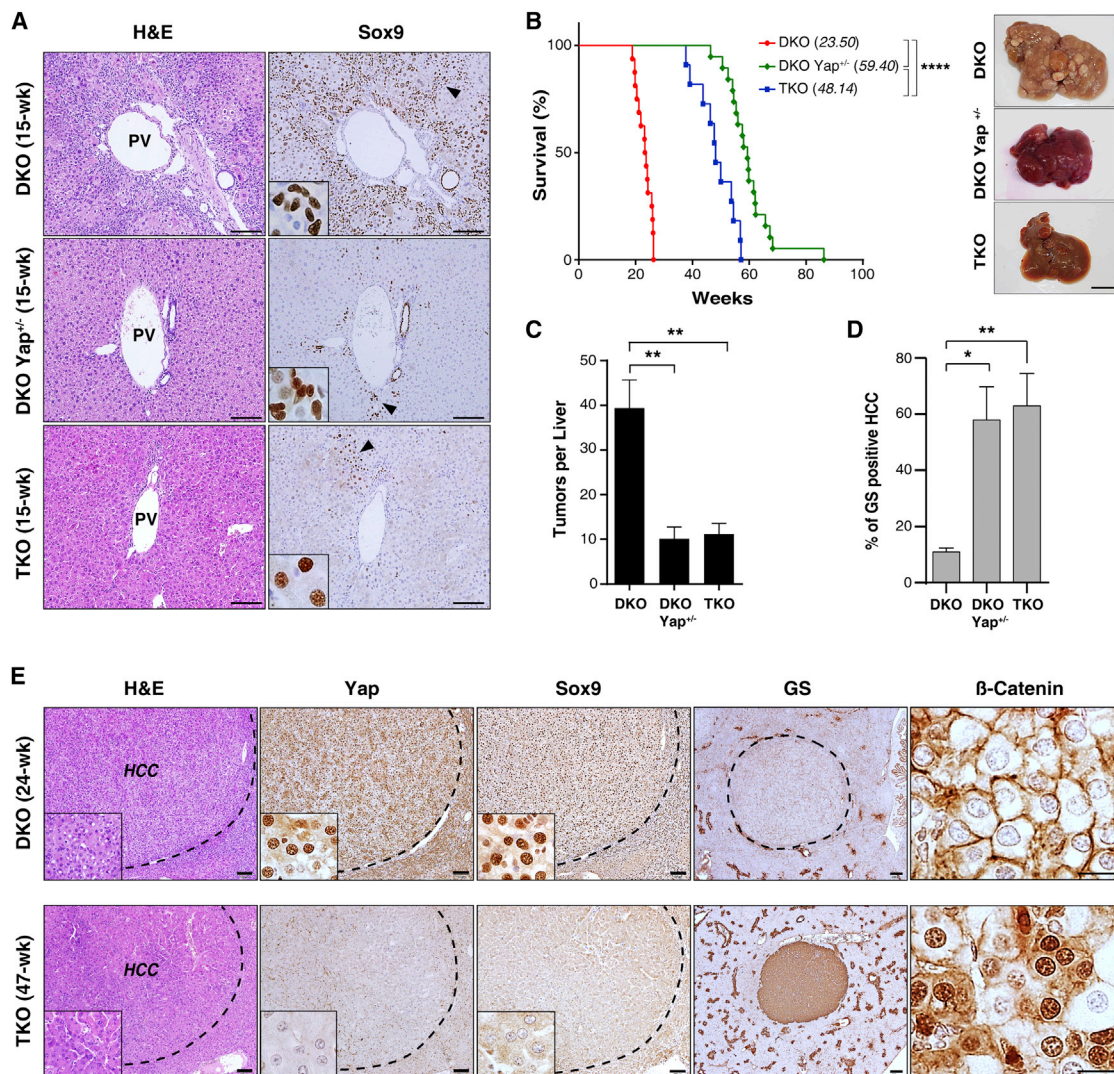 A
H&E
Sox9
DKO (15-wk)
PV
DKO Yap+/- (15-wk)
PV
TKO (15-wk)
PV
B
100
50
0
Survival (%)
0 20 40 60 80 100
Weeks
DKO (23.50)
DKO Yap+/- (59.40)
TKO (48.14)
****
DKO
DKO Yap +/-
TKO
C
**
**
50
40
30
20
10
0
Tumors per Liver
DKO DKO TKO
Yap+/-
D
**
*
80
60
40
20
0
% of GS positive HCC
DKO DKO TKO
Yap+/-
E
H&E
Yap
Sox9
GS
ß-Catenin
DKO (24-wk)
HCC
TKO (47-wk)
HCC